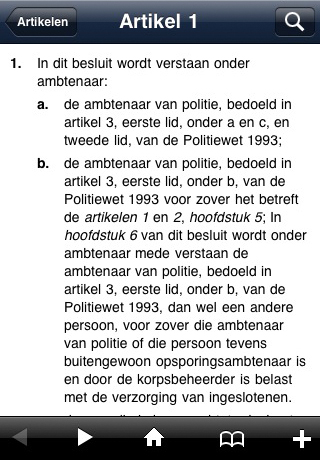 Artikelen
Artikel 1
1. In dit besluit wordt verstaan onder
ambtenaar:
a. de ambtenaar van politie, bedoeld in
artikel 3, eerste lid, onder a en c, en
tweede lid, van de Politiewet 1993;
b. de ambtenaar van politie, bedoeld in
artikel 3, eerste lid, onder b, van de
Politiewet 1993 voor zover het betreft
de artikelen 1 en 2, hoofdstuk 5; In
hoofdstuk 6 van dit besluit wordt onder
ambtenaar mede verstaan de
ambtenaar van politie, bedoeld in
artikel 3, eerste lid, onder b, van de
Politiewet 1993, dan wel een andere
persoon, voor zover die ambtenaar
van politie of die persoon tevens
buitengewoon opsporingsambtenaar is
en door de korpsbeheerder is belast
met de verzorging van ingeslotenen.